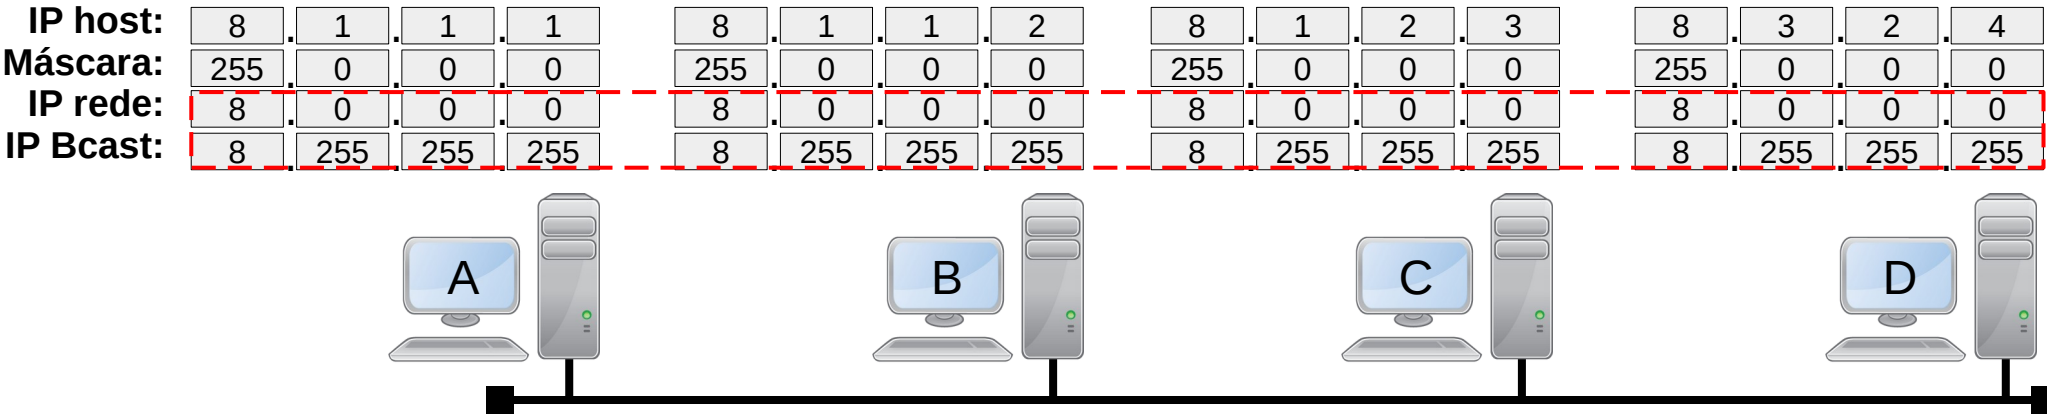 IP host: 8.1.1.1 8.1.1.2 8.1.2.3 8.3.2.4
Máscara: 255.0.0.0 255.0.0.0 255.0.0.0 255.0.0.0
IP rede: 8.0.0.0 8.0.0.0 8.0.0.0 8.0.0.0
IP Bcast: 8.255.255.255 8.255.255.255 8.255.255.255 8.255.255.255
A B C D